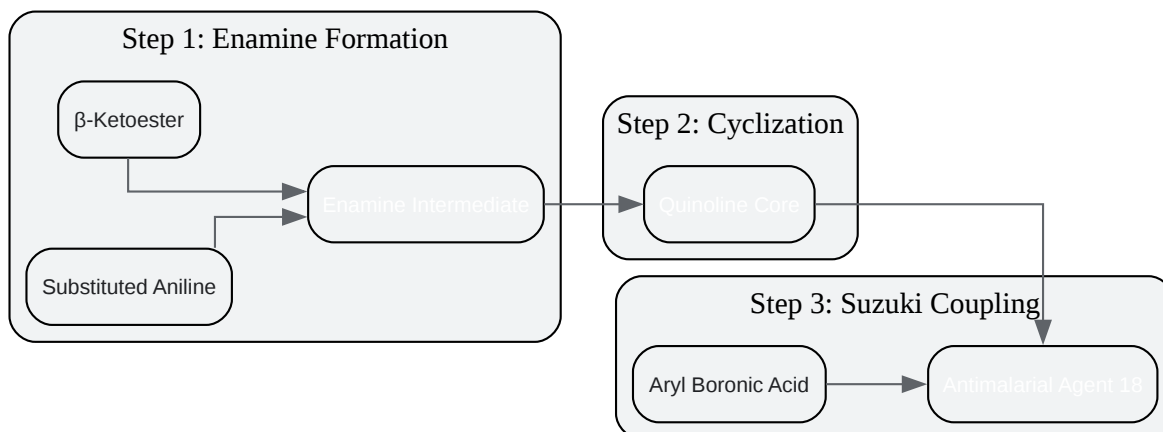 Step 1: Enamine Formation
β-Ketoester
Enamine Intermediate
Substituted Aniline
Step 2: Cyclization
Quinoline Core
Step 3: Suzuki Coupling
Aryl Boronic Acid
Antimalarial Agent 18